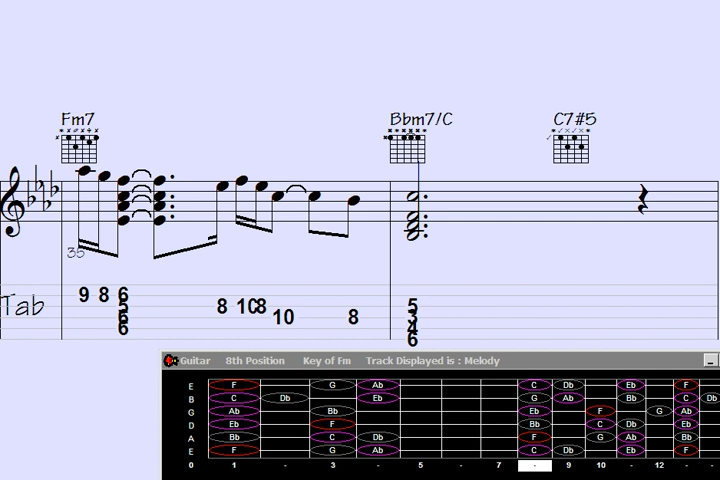 Fm7 Bbm7/C C7#5
35
Tab 9 8 6 8 10 8 10 8 5
5 3
6 4
6 6
Guitar 8th Position Key of Fm Track Displayed is : Melody
E F G Ab C Db Eb F
B C Db Eb G Ab Bb C Db
G Ab Bb Eb F G Ab
D Eb F Bb C Db Eb
A Bb C Db F G Ab Bb
E F G Ab C Db Eb F
0 1 - 3 - 5 - 7 - 9 10 - 12 - -